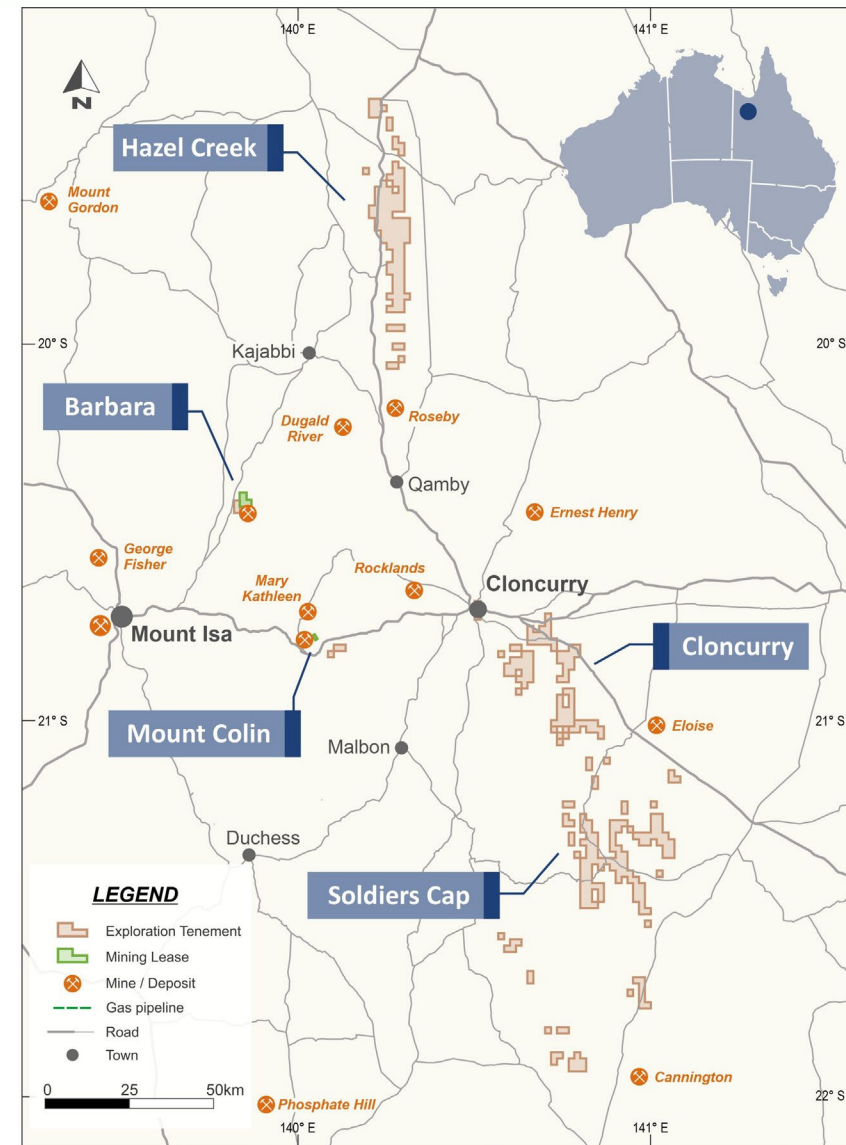 140° E
141° E
N
Hazel Creek
Mount
Gordon
20° S
20° S
Kajabbi
Barbara
Dugald
River
Roseby
Qamby
Ernest Henry
George
Fisher
Mary
Kathleen
Rocklands
Cloncurry
Mount Isa
Cloncurry
21° S
21° S
Mount Colin
Eloise
Malbon
Duchess
Soldiers Cap
LEGEND
Exploration Tenement
Mining Lease
Mine / Deposit
Gas pipeline
Road
Town
0
25
50km
Cannington
Phosphate Hill
22° S
140° E
141° E